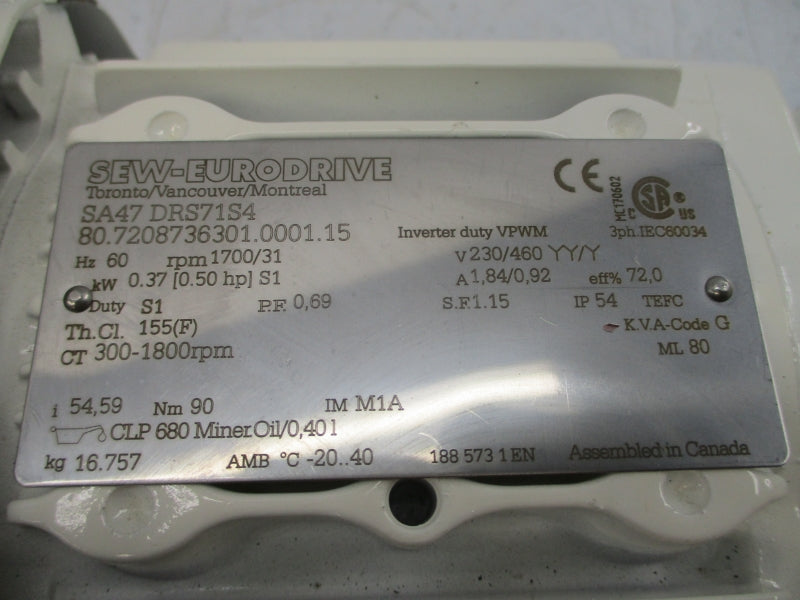 SEW-EURODRIVE
Toronto/Vancouver/Montreal
CE
MC170602
C SA US
SA47 DRS71S4
80.7208736301.0001.15 Inverter duty VPWM 3ph.IEC60034
Hz 60 rpm 1700/31 V 230/460 YY/Y
kW 0.37 [0.50 hp] S1 A 1,84/0,92 eff% 72,0
Duty S1 P.F. 0,69 S.F.1.15 IP 54 TEFC
Th.Cl. 155(F) K.V.A-Code G
CT 300-1800rpm ML 80
i 54,59 Nm 90 IM M1A
CLP 680 Miner.Oil/0,40 l
kg 16.757 AMB °C -20..40 188 573 1 EN Assembled in Canada